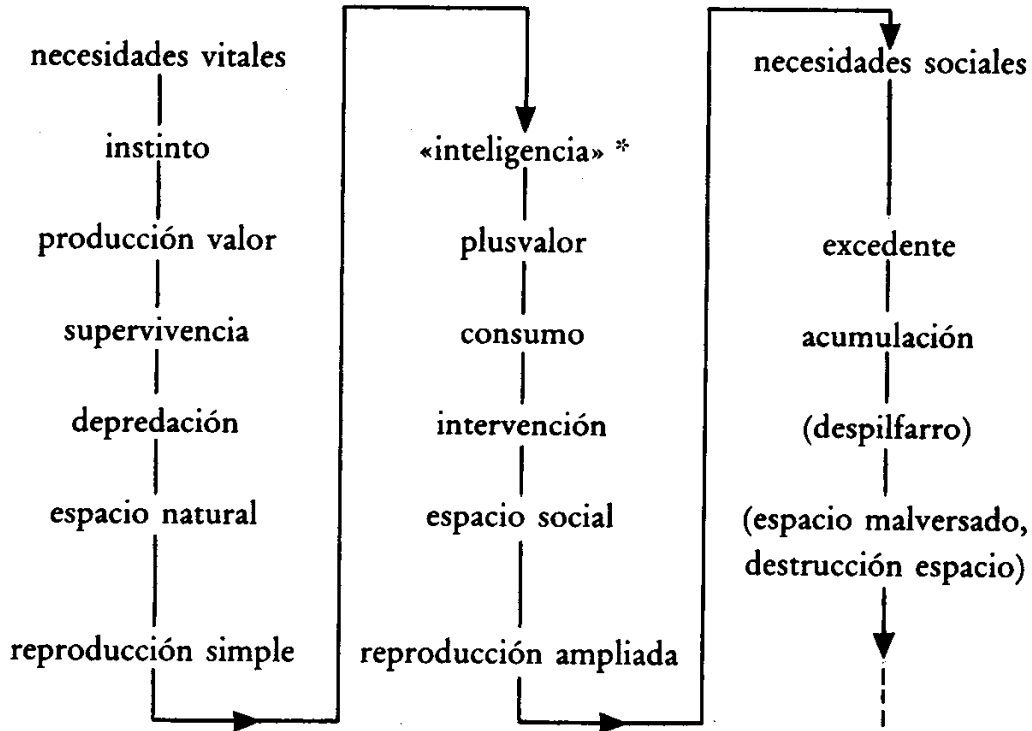 necesidades vitales
instinto
producción valor
supervivencia
depredación
espacio natural
reproducción simple
«inteligencia» *
plusvalor
consumo
intervención
espacio social
reproducción ampliada
necesidades sociales
excedente
acumulación
(despilfarro)
(espacio malversado,
destrucción espacio)